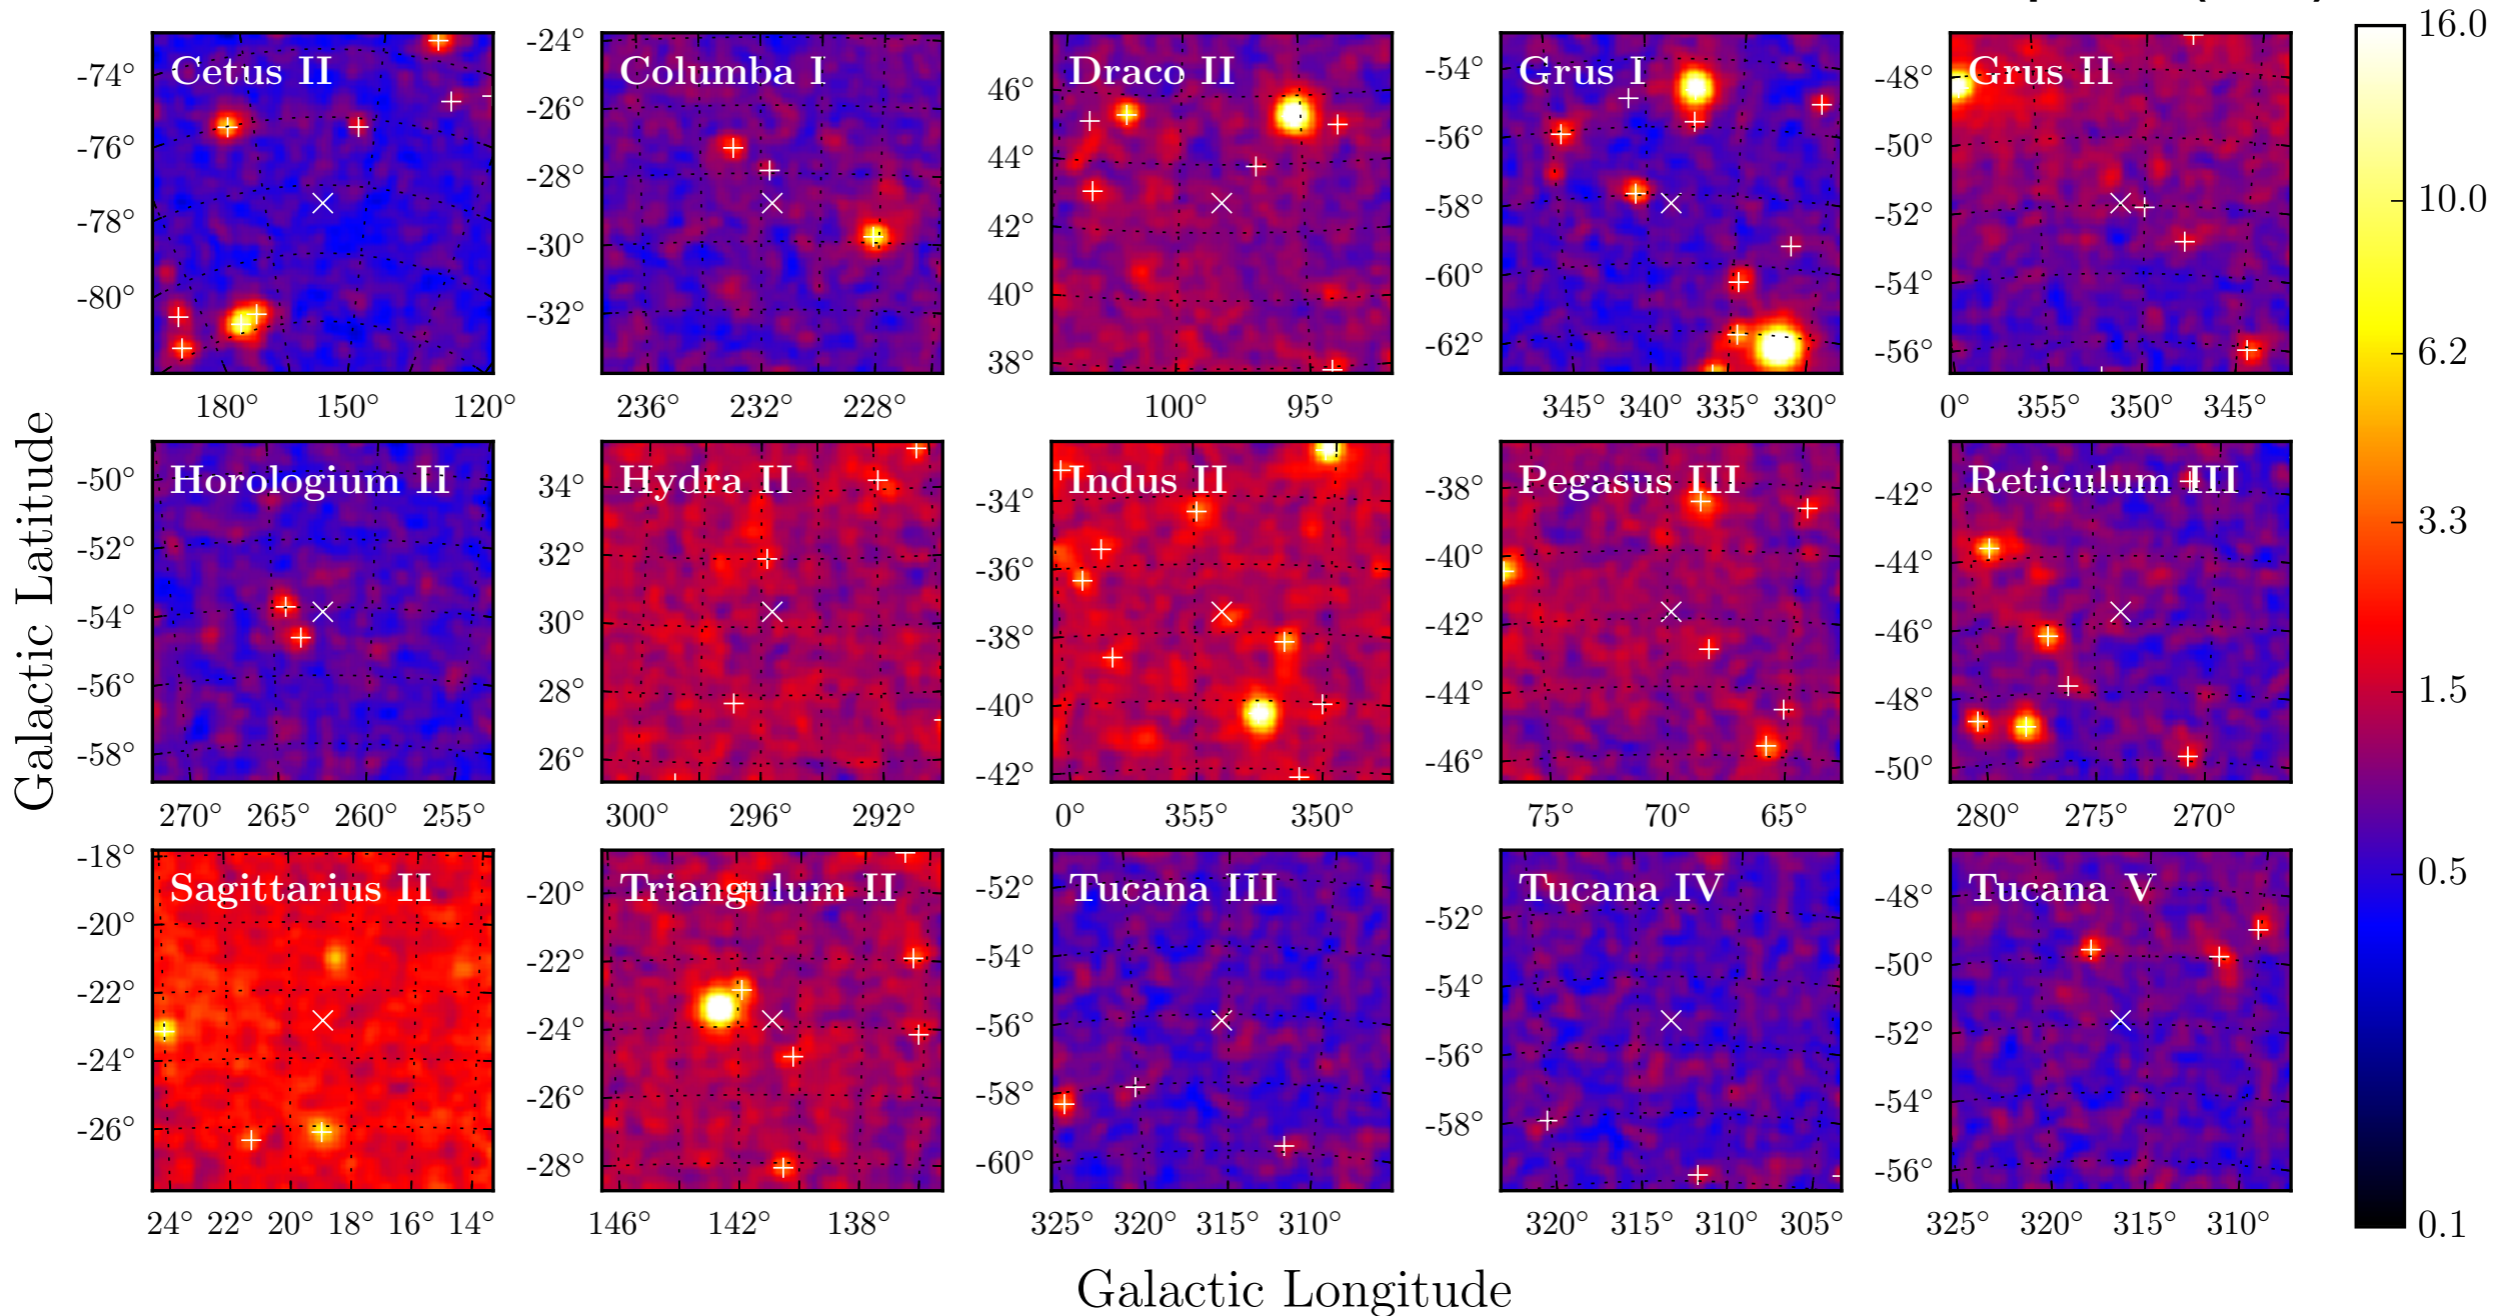 Cetus II
Columba I
Draco II
Grus I
Grus II
-74°
-76°
-78°
-80°
180° 150° 120°
-24°
-26°
-28°
-30°
-32°
236° 232° 228°
46°
44°
42°
40°
38°
100° 95°
-54°
-56°
-58°
-60°
-62°
345° 340° 335° 330°
-48°
-50°
-52°
-54°
-56°
0° 355° 350° 345°
Horologium II
Hydra II
Indus II
Pegasus III
Reticulum III
-50°
-52°
-54°
-56°
-58°
270° 265° 260° 255°
34°
32°
30°
28°
26°
300° 296° 292°
-34°
-36°
-38°
-40°
-42°
0° 355° 350°
-38°
-40°
-42°
-44°
-46°
75° 70° 65°
-42°
-44°
-46°
-48°
-50°
280° 275° 270°
Sagittarius II
Triangulum II
Tucana III
Tucana IV
Tucana V
-18°
-20°
-22°
-24°
-26°
24° 22° 20° 18° 16° 14°
-20°
-22°
-24°
-26°
-28°
146° 142° 138°
-52°
-54°
-56°
-58°
-60°
325° 320° 315° 310°
-52°
-54°
-56°
-58°
320° 315° 310° 305°
-48°
-50°
-52°
-54°
-56°
325° 320° 315° 310°
Galactic Latitude
Galactic Longitude
16.0
10.0
6.2
3.3
1.5
0.5
0.1